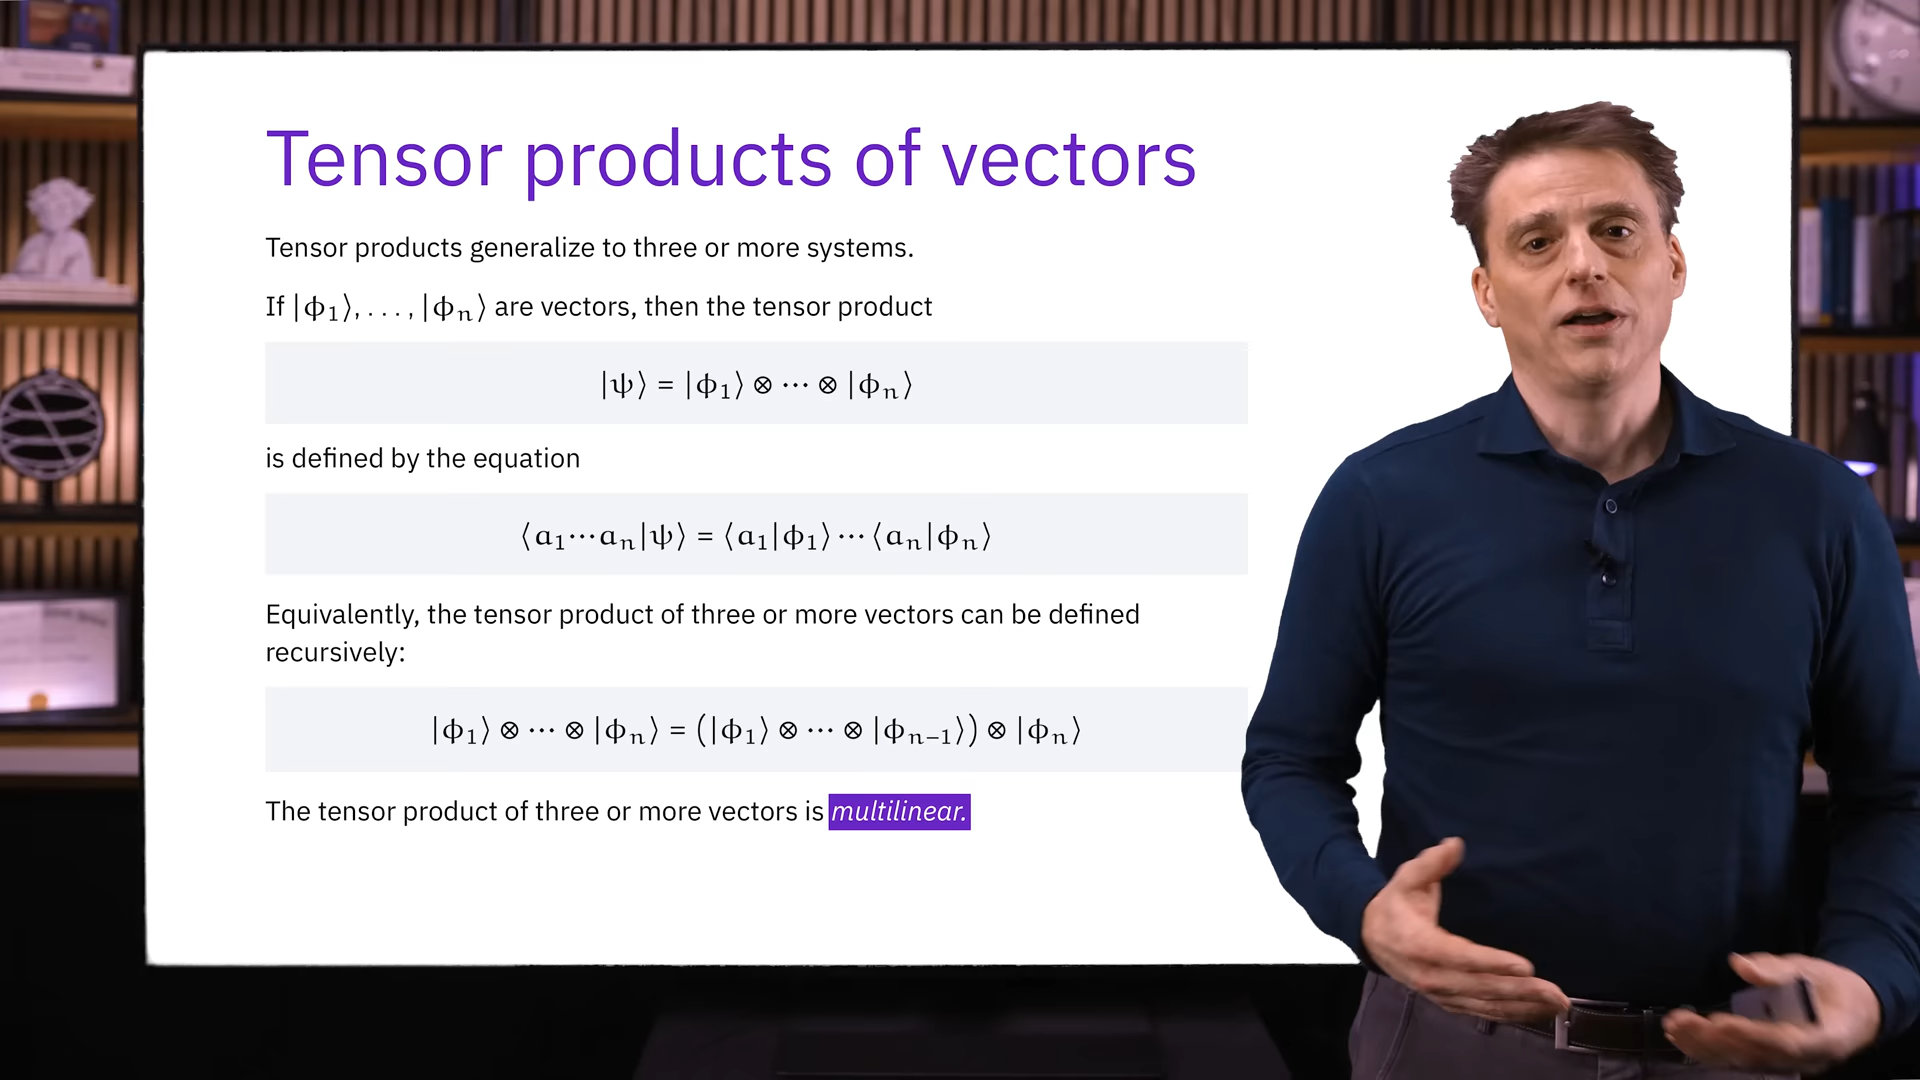 Tensor products of vectors
Tensor products generalize to three or more systems.
If |ϕ₁⟩, . . . , |ϕₙ⟩ are vectors, then the tensor product
|ψ⟩ = |ϕ₁⟩ ⊗ ⋯ ⊗ |ϕₙ⟩
is defined by the equation
⟨a₁⋯aₙ|ψ⟩ = ⟨a₁|ϕ₁⟩ ⋯ ⟨aₙ|ϕₙ⟩
Equivalently, the tensor product of three or more vectors can be defined
recursively:
|ϕ₁⟩ ⊗ ⋯ ⊗ |ϕₙ⟩ = (|ϕ₁⟩ ⊗ ⋯ ⊗ |ϕₙ₋₁⟩) ⊗ |ϕₙ⟩
The tensor product of three or more vectors is multilinear.